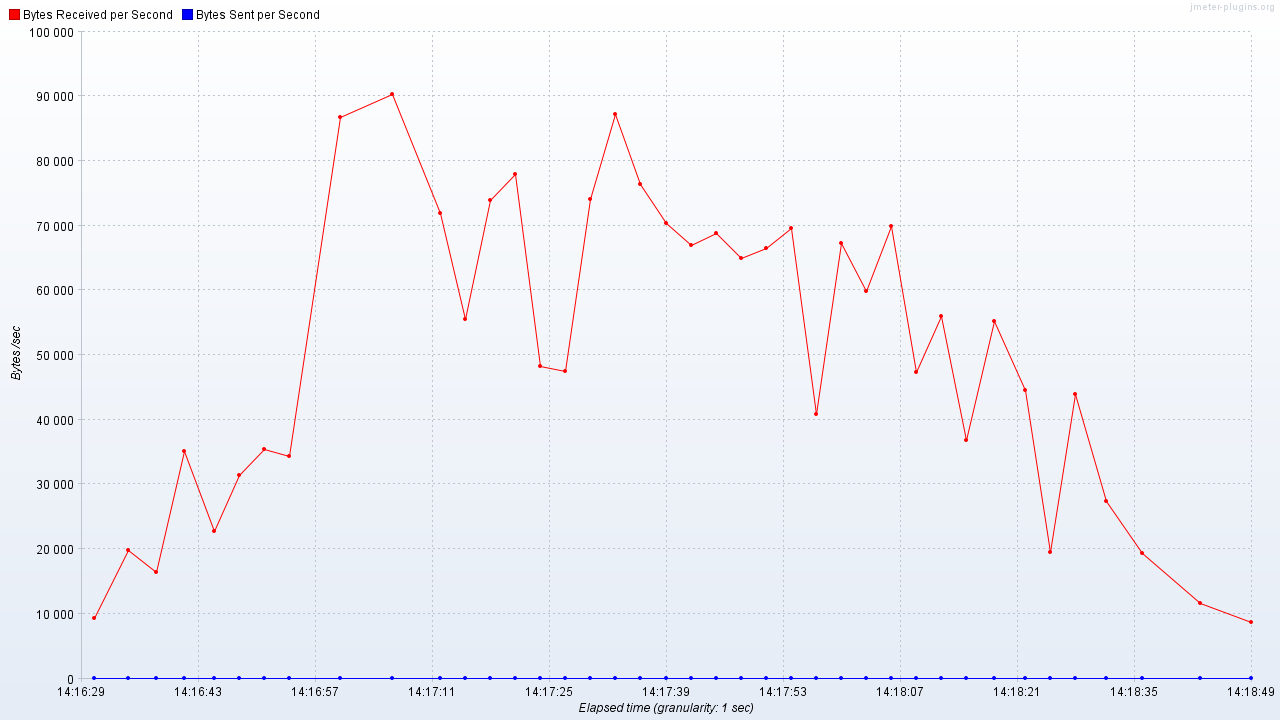 jmeter-plugins.org
Bytes Received per Second Bytes Sent per Second
100 000
90 000
80 000
70 000
60 000
50 000
40 000
30 000
20 000
10 000
0
Bytes /sec
14:16:29 14:16:43 14:16:57 14:17:11 14:17:25 14:17:39 14:17:53 14:18:07 14:18:21 14:18:35 14:18:49
Elapsed time (granularity: 1 sec)